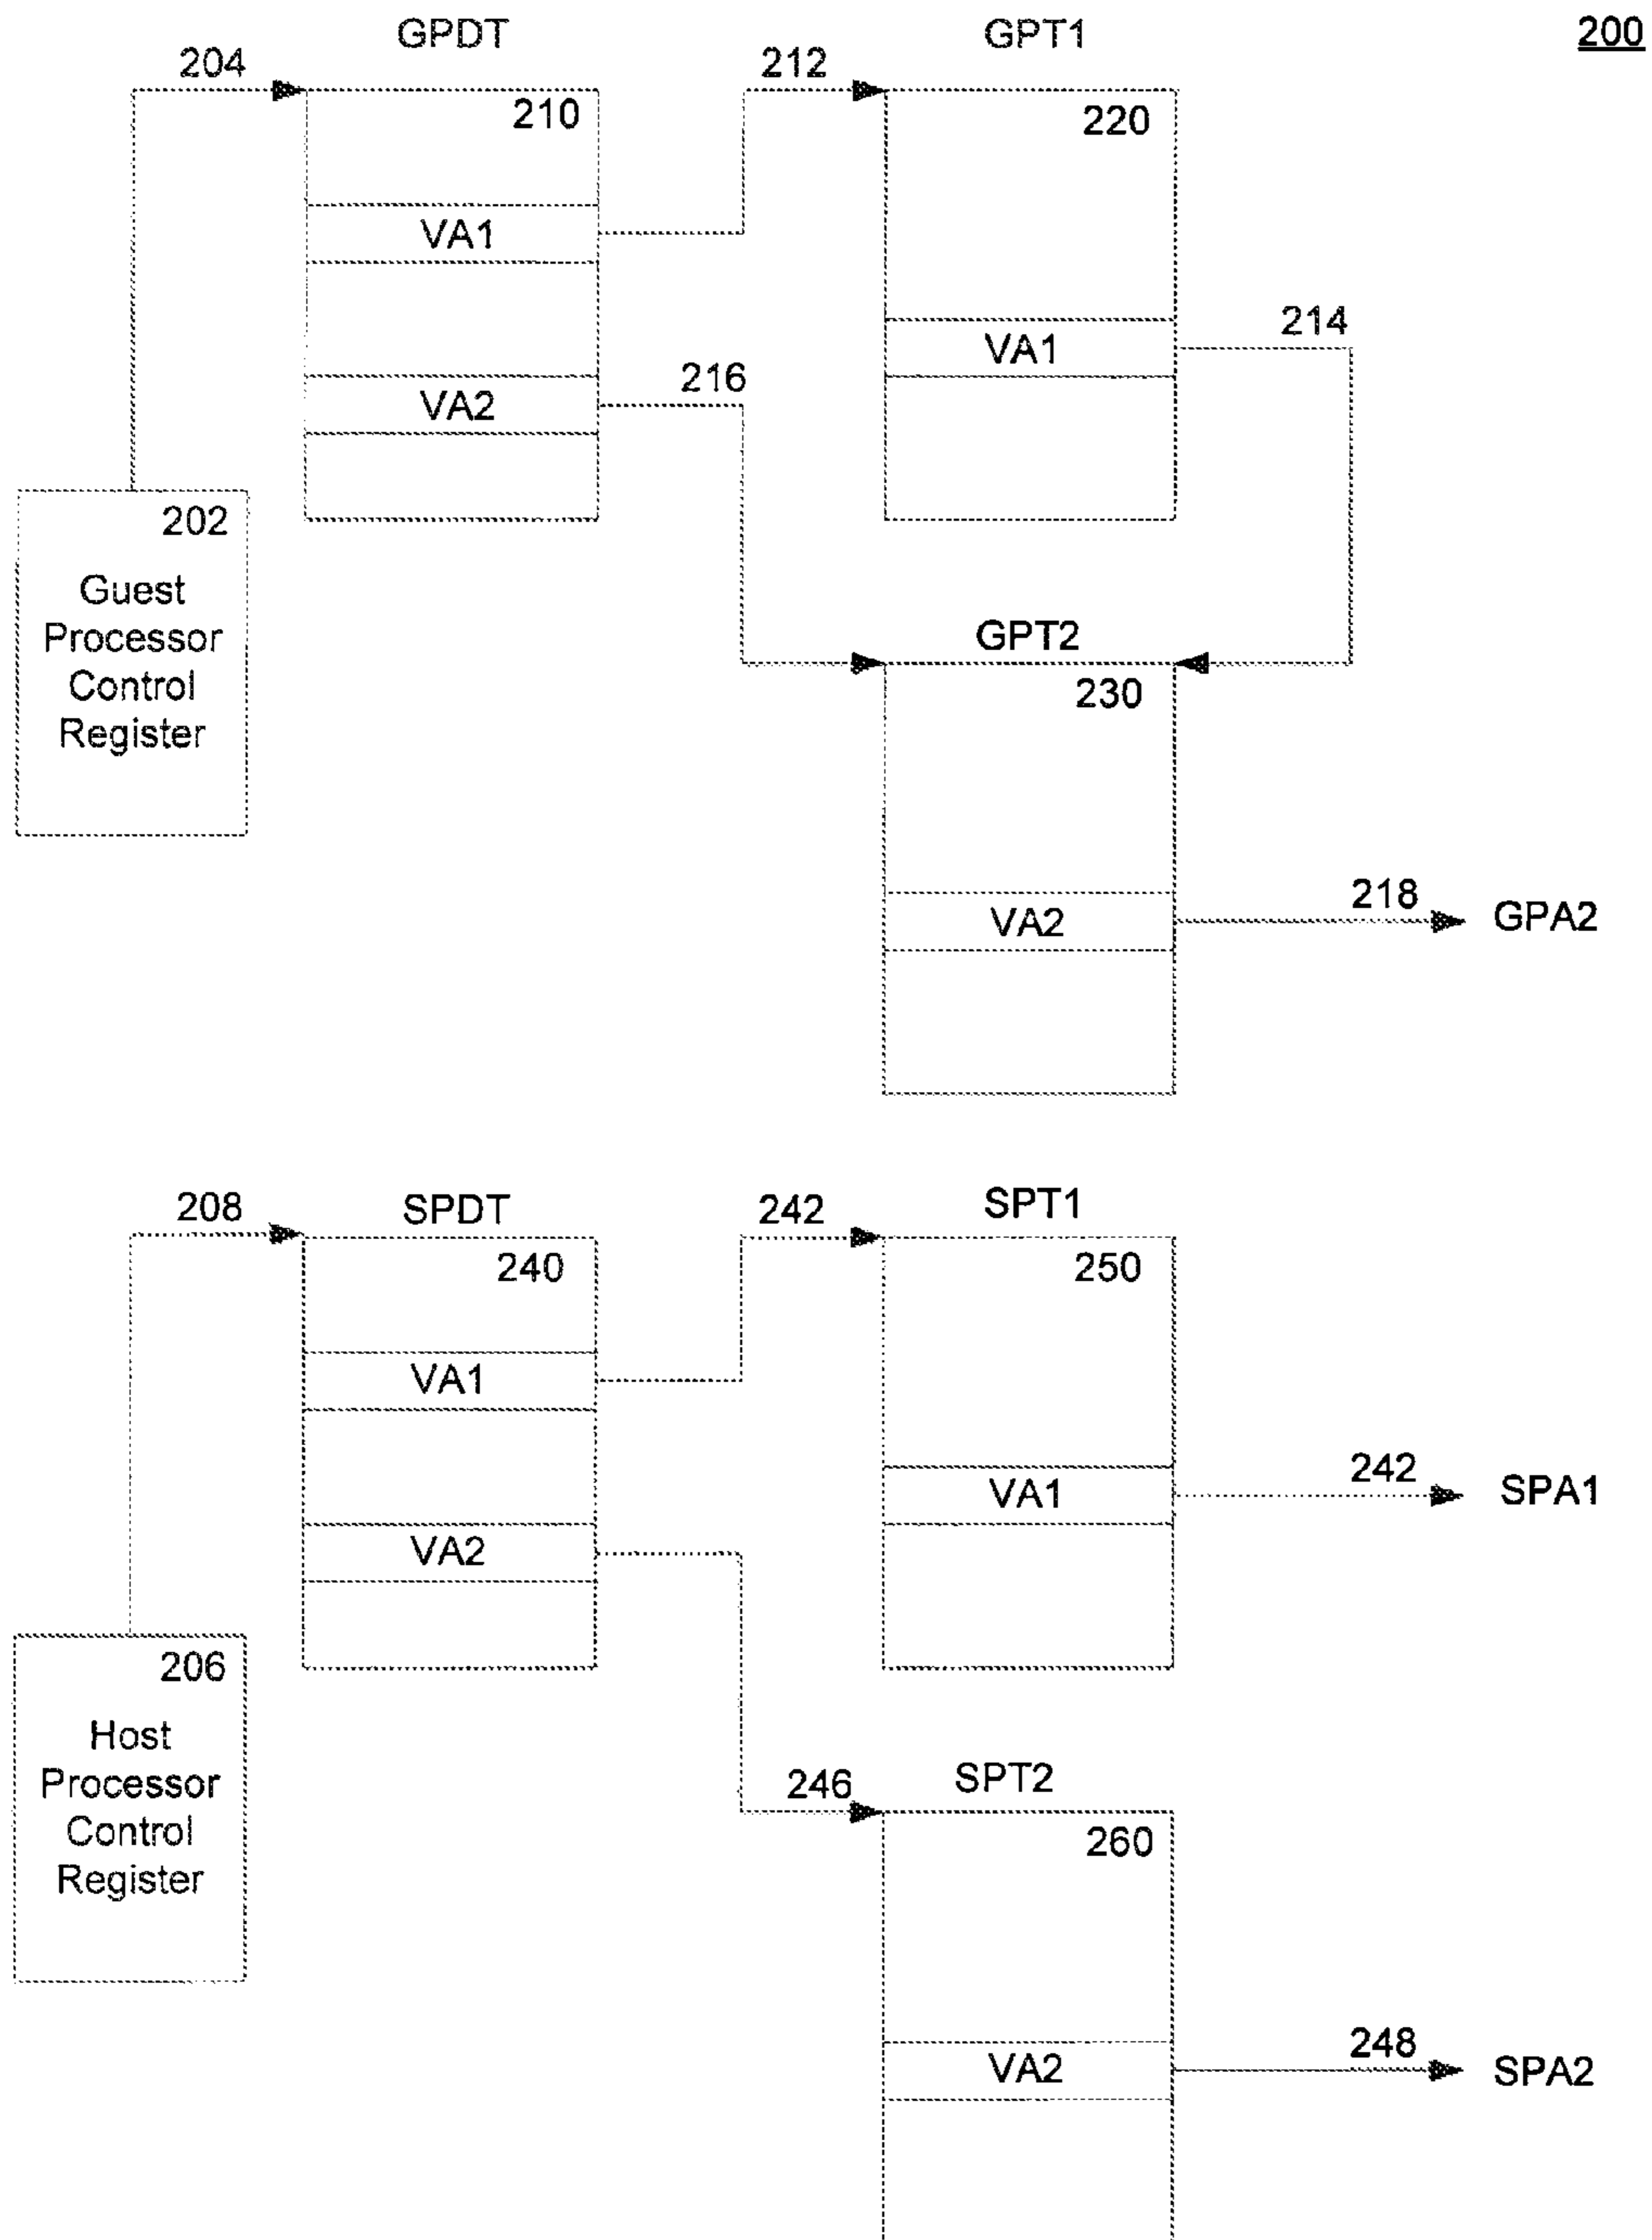 200
GPDT
GPT1
204
212
210
220
VA1
VA1
214
216
VA2
202
Guest
Processor
Control
Register
GPT2
230
VA2
218
GPA2
208
SPDT
242
SPT1
240
250
VA1
VA1
242
SPA1
VA2
206
Host
Processor
Control
Register
246
SPT2
260
VA2
248
SPA2